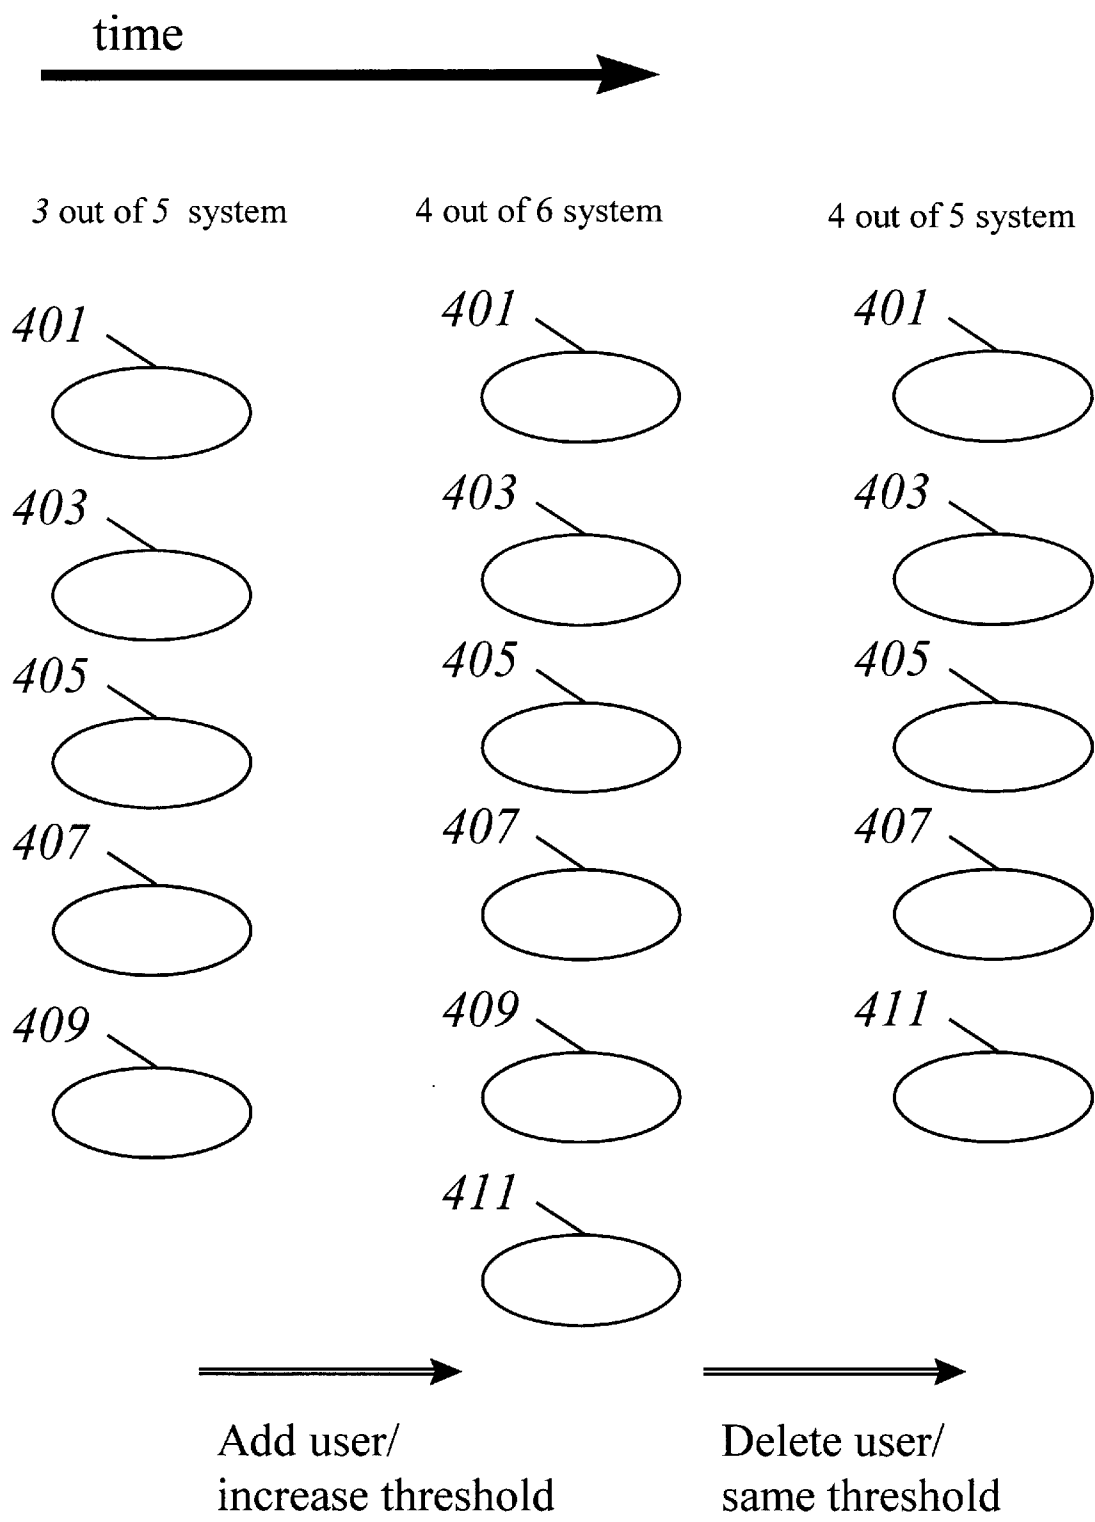 time
3 out of 5 system
4 out of 6 system
4 out of 5 system
401
401
401
403
403
403
405
405
405
407
407
407
409
409
411
411
Add user/
increase threshold
Delete user/
same threshold